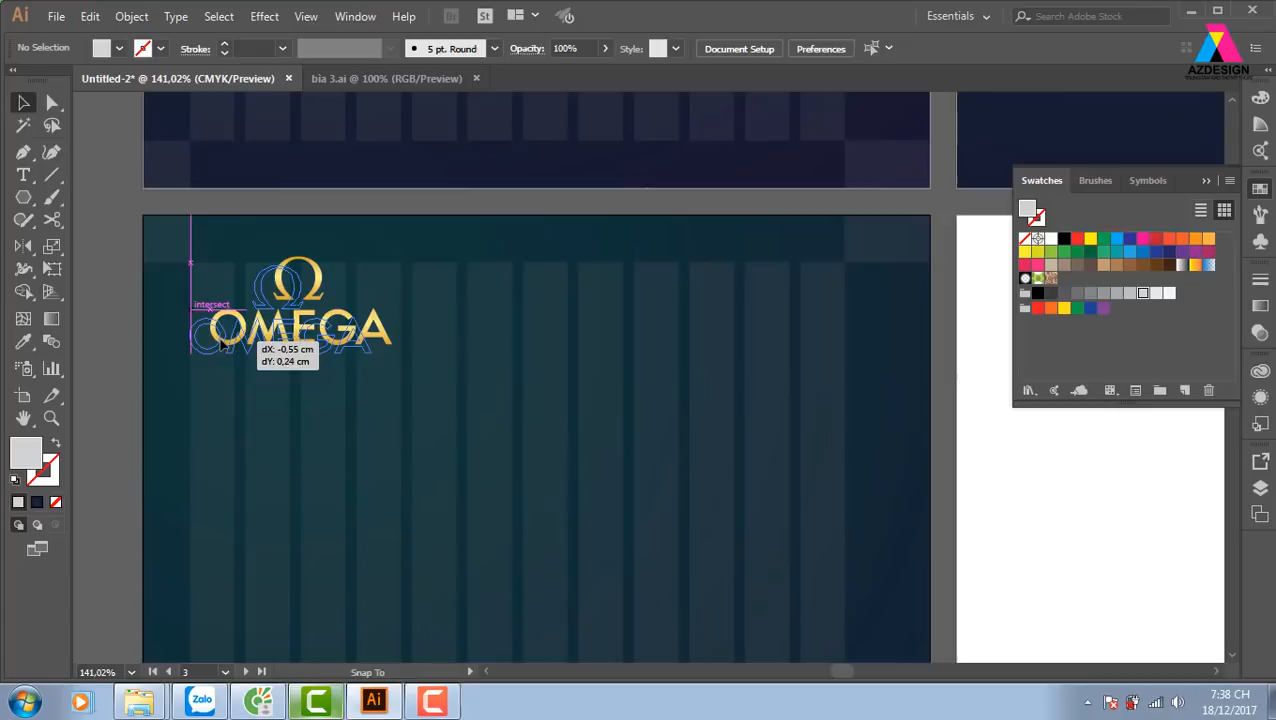 Ai File Edit Object Type Select Effect View Window Help Br St Essentials Search Adobe Stock
No Selection Stroke: 5 pt. Round Opacity: 100% Style: Document Setup Preferences
AZDESIGN
Untitled-2* @ 141,02% (CMYK/Preview) × bia 3.ai @ 100% (RGB/Preview) ×
Swatches Brushes Symbols
Ω
intersect
OMEGA
dX: -0,55 cm
dY: 0,24 cm
141,02% 3 Snap To
Zalo Ai 7:38 CH
18/12/2017